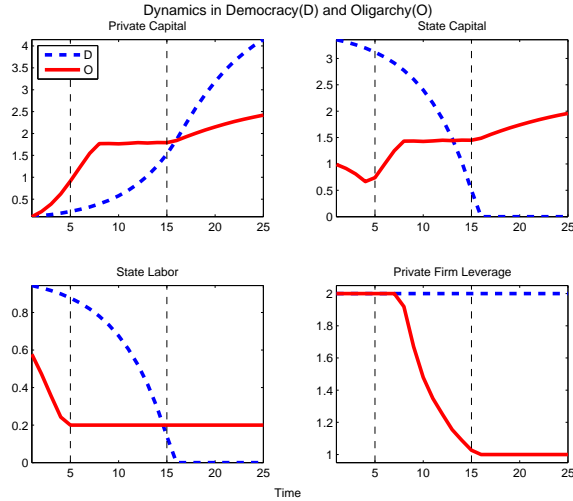 Dynamics in Democracy(D) and Oligarchy(O)
Private Capital
State Capital
4
3.5
3
2.5
2
1.5
1
0.5
D
O
5 10 15 20 25
3
2.5
2
1.5
1
0.5
0
5 10 15 20 25
State Labor
Private Firm Leverage
0.8
0.6
0.4
0.2
0
5 10 15 20 25
2
1.8
1.6
1.4
1.2
1
5 10 15 20 25
Time